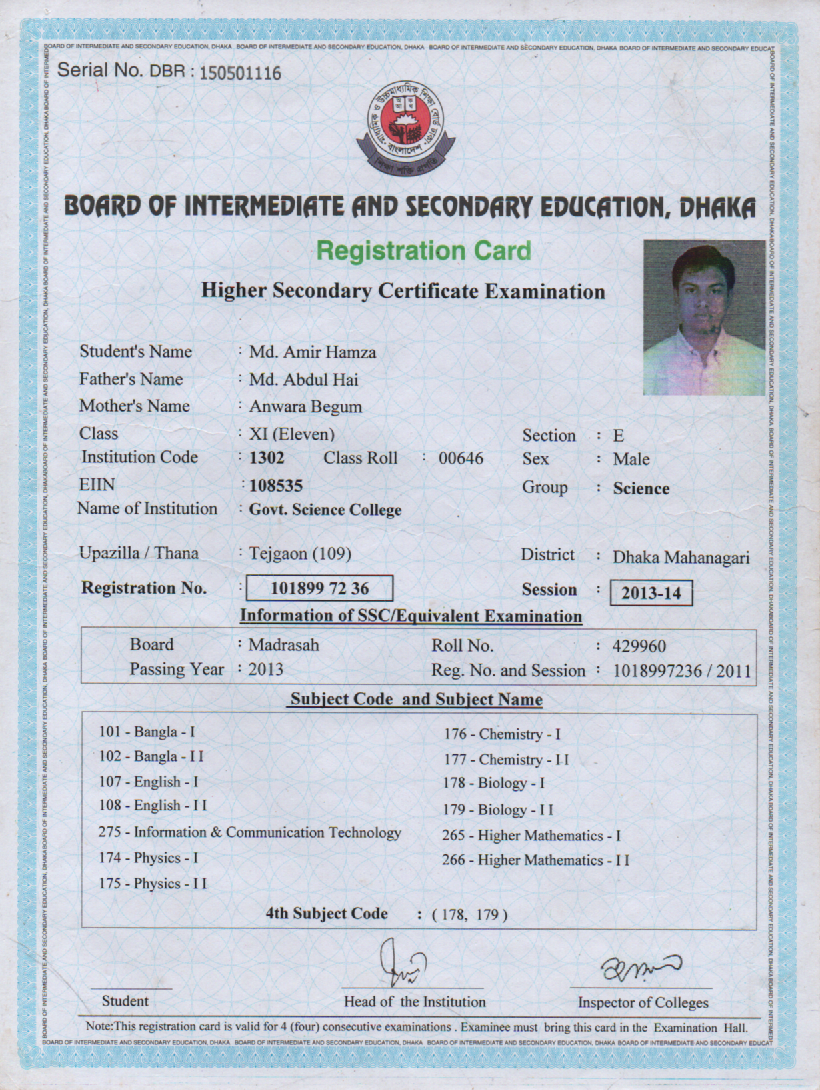 BOARD OF INTERMEDIATE AND SECONDARY EDUCATION, DHAKA BOARD OF INTERMEDIATE AND SECONDARY EDUCATION, DHAKA BOARD OF INTERMEDIATE AND SECONDARY EDUCATION, DHAKA BOARD OF INTERMEDIATE AND SECONDARY EDUCAT
Serial No. DBR : 150501116
মাধ্যমিক ও উচ্চমাধ্যমিক শিক্ষা বোর্ড ঢাকা
বাংলাদেশ
BOARD OF INTERMEDIATE AND SECONDARY EDUCATION, DHAKA
Registration Card
Higher Secondary Certificate Examination
Student's Name : Md. Amir Hamza
Father's Name : Md. Abdul Hai
Mother's Name : Anwara Begum
Class : XI (Eleven) Section : E
Institution Code : 1302 Class Roll : 00646 Sex : Male
EIIN : 108535 Group : Science
Name of Institution : Govt. Science College
Upazilla / Thana : Tejgaon (109) District : Dhaka Mahanagari
Registration No. : 101899 72 36 Session : 2013-14
Information of SSC/Equivalent Examination
Board : Madrasah Roll No. : 429960
Passing Year : 2013 Reg. No. and Session : 1018997236 / 2011
Subject Code and Subject Name
101 - Bangla - I 176 - Chemistry - I
102 - Bangla - I I 177 - Chemistry - I I
107 - English - I 178 - Biology - I
108 - English - I I 179 - Biology - I I
275 - Information & Communication Technology 265 - Higher Mathematics - I
174 - Physics - I 266 - Higher Mathematics - I I
175 - Physics - I I
4th Subject Code : ( 178, 179 )
Student Head of the Institution Inspector of Colleges
Note:This registration card is valid for 4 (four) consecutive examinations . Examinee must bring this card in the Examination Hall.
BOARD OF INTERMEDIATE AND SECONDARY EDUCATION, DHAKA BOARD OF INTERMEDIATE AND SECONDARY EDUCATION, DHAKA BOARD OF INTERMEDIATE AND SECONDARY EDUCATION, DHAKA BOARD OF INTERMEDIATE AND SECONDARY EDUCAT